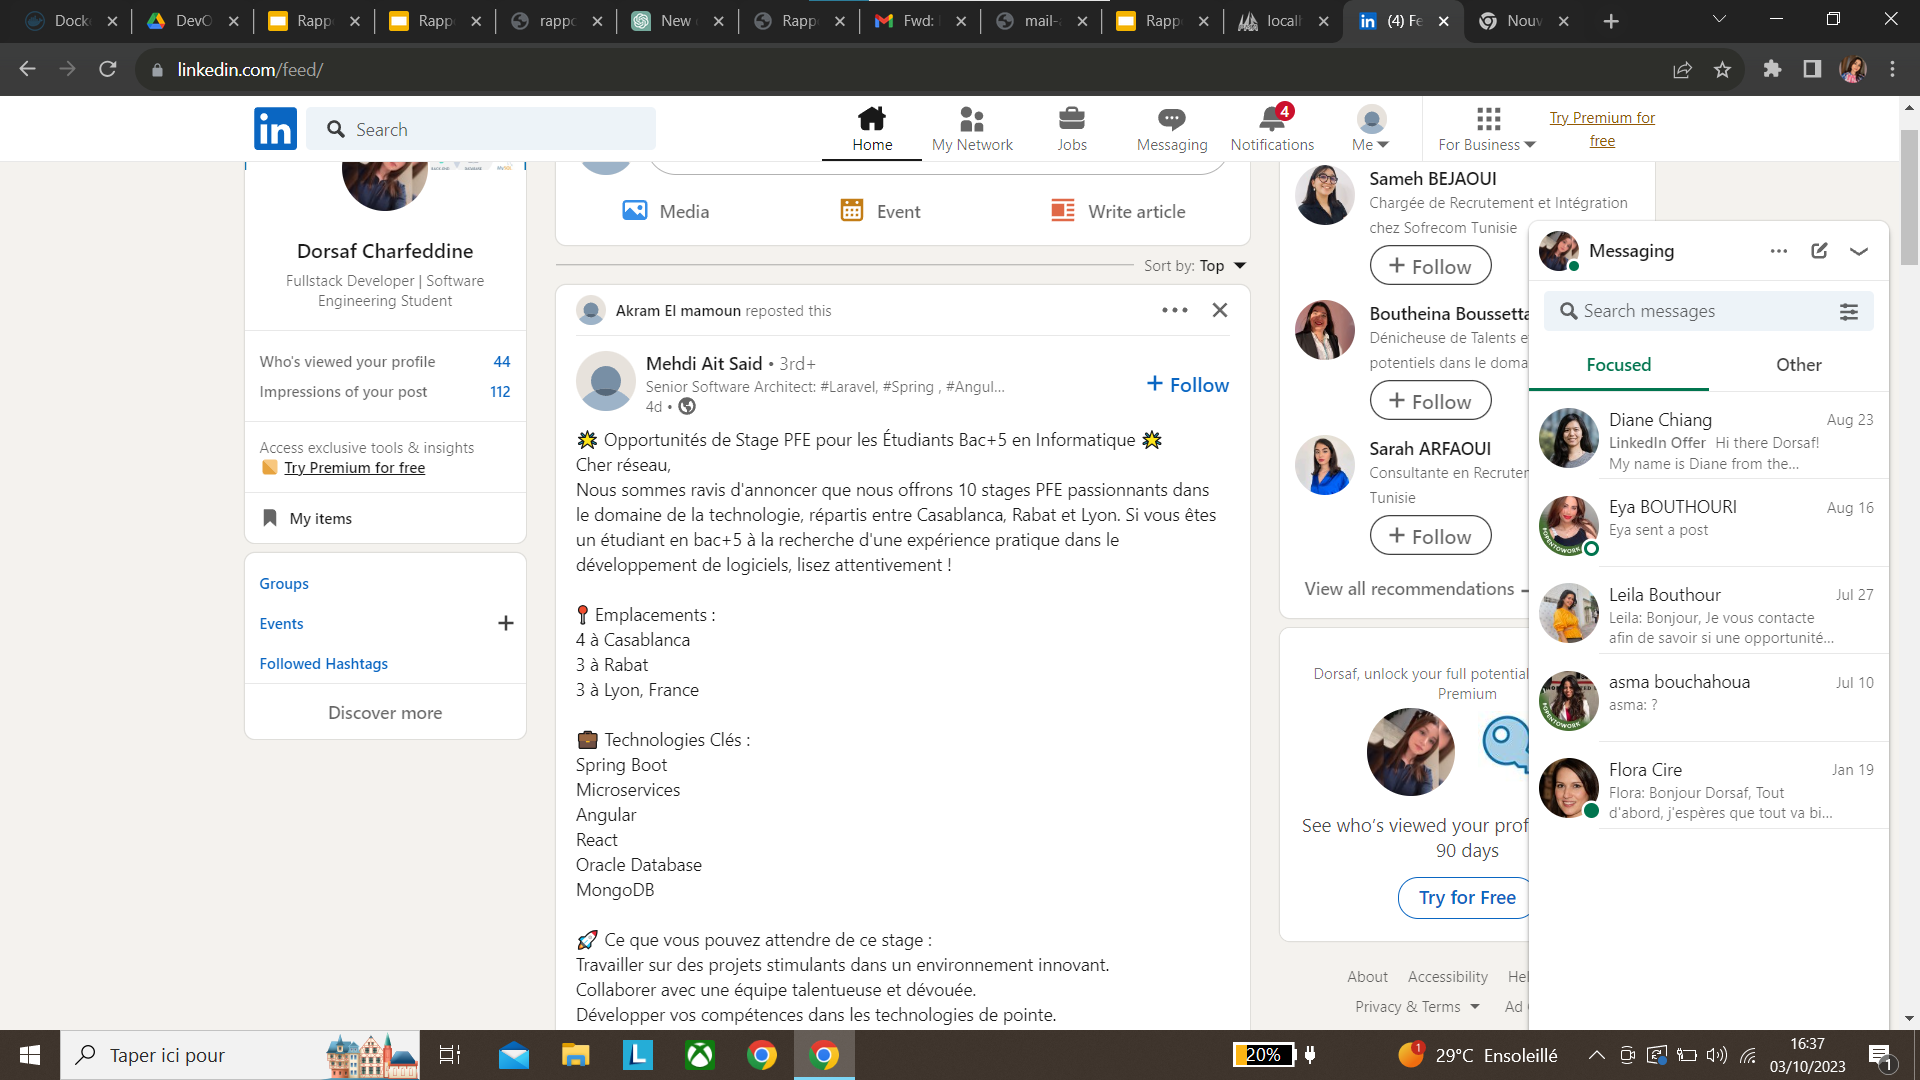 Docke
DevO
Rapp
Rapp
rappo
New
Rapp
Fwd:
mail-
Rapp
local
(4) Fe
Nouv
linkedin.com/feed/
in
Search
Home
My Network
Jobs
Messaging
4
Notifications
Me
For Business
Try Premium for
free
Dorsaf Charfeddine
Fullstack Developer | Software
Engineering Student
Who's viewed your profile 44
Impressions of your post 112
Access exclusive tools & insights
Try Premium for free
My items
Groups
Events
Followed Hashtags
Discover more
Media
Event
Write article
Sort by: Top
Akram El mamoun reposted this
Mehdi Ait Said • 3rd+
Senior Software Architect: #Laravel, #Spring , #Angul...
4d •
+ Follow
🌟 Opportunités de Stage PFE pour les Étudiants Bac+5 en Informatique 🌟
Cher réseau,
Nous sommes ravis d'annoncer que nous offrons 10 stages PFE passionnants dans
le domaine de la technologie, répartis entre Casablanca, Rabat et Lyon. Si vous êtes
un étudiant en bac+5 à la recherche d'une expérience pratique dans le
développement de logiciels, lisez attentivement !
📍 Emplacements :
4 à Casablanca
3 à Rabat
3 à Lyon, France
💼 Technologies Clés :
Spring Boot
Microservices
Angular
React
Oracle Database
MongoDB
🚀 Ce que vous pouvez attendre de ce stage :
Travailler sur des projets stimulants dans un environnement innovant.
Collaborer avec une équipe talentueuse et dévouée.
Développer vos compétences dans les technologies de pointe.
Sameh BEJAOUI
Chargée de Recrutement et Intégration
chez Sofrecom Tunisie
+ Follow
Boutheina Boussetta
Dénicheuse de Talents e
potentiels dans le doma
+ Follow
Sarah ARFAOUI
Consultante en Recruter
Tunisie
+ Follow
View all recommendations
Dorsaf, unlock your full potential
Premium
See who's viewed your prof
90 days
Try for Free
About
Accessibility
Hel
Privacy & Terms
Ad
Messaging
Search messages
Focused
Other
Diane Chiang Aug 23
LinkedIn Offer Hi there Dorsaf!
My name is Diane from the...
Eya BOUTHOURI Aug 16
Eya sent a post
#OPENTOWORK
Leila Bouthour Jul 27
Leila: Bonjour, Je vous contacte
afin de savoir si une opportunité...
asma bouchahoua Jul 10
asma: ?
#OPENTOWORK
Flora Cire Jan 19
Flora: Bonjour Dorsaf, Tout
d'abord, j'espères que tout va bi...
Taper ici pour
L
20%
1
29°C Ensoleillé
16:37
03/10/2023
1